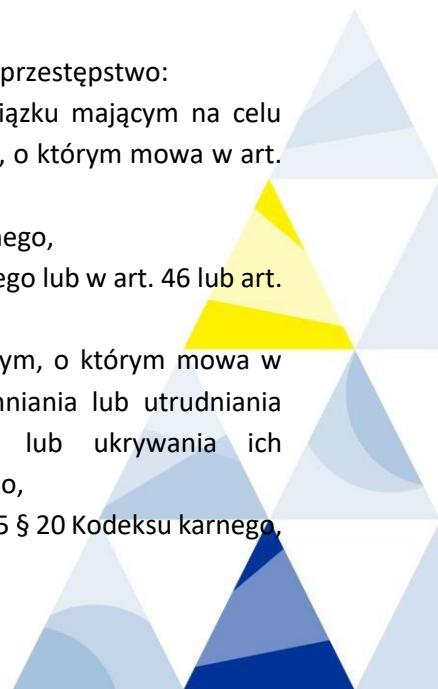 przestępstwo:
iązku mającym na celu
, o którym mowa w art.
nego,
ego lub w art. 46 lub art.
ym, o którym mowa w
niania lub utrudniania
lub ukrywania ich
o,
5 § 20 Kodeksu karnego,